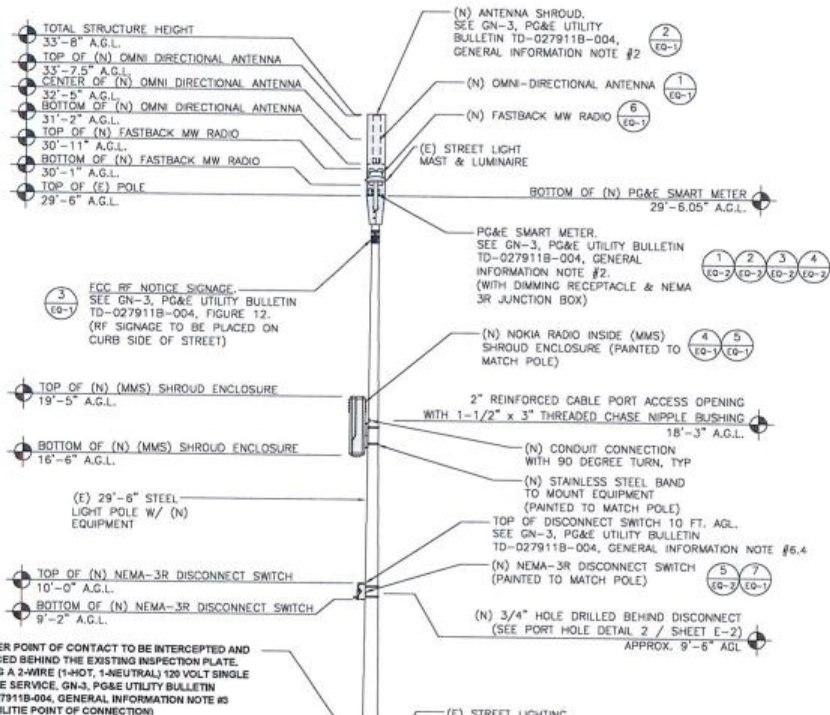 TOTAL STRUCTURE HEIGHT
33'-8" A.G.L.
TOP OF (N) OMNI DIRECTIONAL ANTENNA
33'-7.5" A.G.L.
CENTER OF (N) OMNI DIRECTIONAL ANTENNA
32'-5" A.G.L.
BOTTOM OF (N) OMNI DIRECTIONAL ANTENNA
31'-2" A.G.L.
TOP OF (N) FASTBACK MW RADIO
30'-11" A.G.L.
BOTTOM OF (N) FASTBACK MW RADIO
30'-1" A.G.L.
TOP OF (E) POLE
29'-6" A.G.L.
(N) ANTENNA SHROUD.
SEE GN-3, PG&E UTILITY
BULLETIN TD-027911B-004,
GENERAL INFORMATION NOTE #2
2
EQ-1
(N) OMNI-DIRECTIONAL ANTENNA
1
EQ-1
(N) FASTBACK MW RADIO
6
EQ-1
(E) STREET LIGHT
MAST & LUMINAIRE
BOTTOM OF (N) PG&E SMART METER
29'-6.05" A.G.L.
PG&E SMART METER.
SEE GN-3, PG&E UTILITY BULLETIN
TD-027911B-004, GENERAL
INFORMATION NOTE #2.
(WITH DIMMING RECEPTACLE & NEMA
3R JUNCTION BOX)
1 2 3 4
EQ-2 EQ-2 EQ-2 EQ-2
3
EQ-1
FCC RF NOTICE SIGNAGE.
SEE GN-3, PG&E UTILITY BULLETIN
TD-027911B-004, FIGURE 12.
(RF SIGNAGE TO BE PLACED ON
CURB SIDE OF STREET)
(N) NOKIA RADIO INSIDE (MMS)
SHROUD ENCLOSURE (PAINTED TO
MATCH POLE)
4 5
EQ-1 EQ-1
TOP OF (N) (MMS) SHROUD ENCLOSURE
19'-5" A.G.L.
BOTTOM OF (N) (MMS) SHROUD ENCLOSURE
16'-6" A.G.L.
2" REINFORCED CABLE PORT ACCESS OPENING
WITH 1-1/2" x 3" THREADED CHASE NIPPLE BUSHING
18'-3" A.G.L.
(N) CONDUIT CONNECTION
WITH 90 DEGREE TURN, TYP
(N) STAINLESS STEEL BAND
TO MOUNT EQUIPMENT
(PAINTED TO MATCH POLE)
(E) 29'-6" STEEL
LIGHT POLE W/ (N)
EQUIPMENT
TOP OF DISCONNECT SWITCH 10 FT. AGL.
SEE GN-3, PG&E UTILITY BULLETIN
TD-027911B-004, GENERAL INFORMATION NOTE #6.4
TOP OF (N) NEMA-3R DISCONNECT SWITCH
10'-0" A.G.L.
BOTTOM OF (N) NEMA-3R DISCONNECT SWITCH
9'-2" A.G.L.
(N) NEMA-3R DISCONNECT SWITCH
(PAINTED TO MATCH POLE)
5 7
EQ-2 EQ-1
(N) 3/4" HOLE DRILLED BEHIND DISCONNECT
(SEE PORT HOLE DETAIL 2 / SHEET E-2)
APPROX. 9'-6" AGL
ER POINT OF CONTACT TO BE INTERCEPTED AND
CED BEHIND THE EXISTING INSPECTION PLATE.
G A 2-WIRE (1-HOT, 1-NEUTRAL) 120 VOLT SINGLE
E SERVICE, GN-3, PG&E UTILITY BULLETIN
7911B-004, GENERAL INFORMATION NOTE #3
ILITIE POINT OF CONNECTION)
(E) STREET LIGHTING